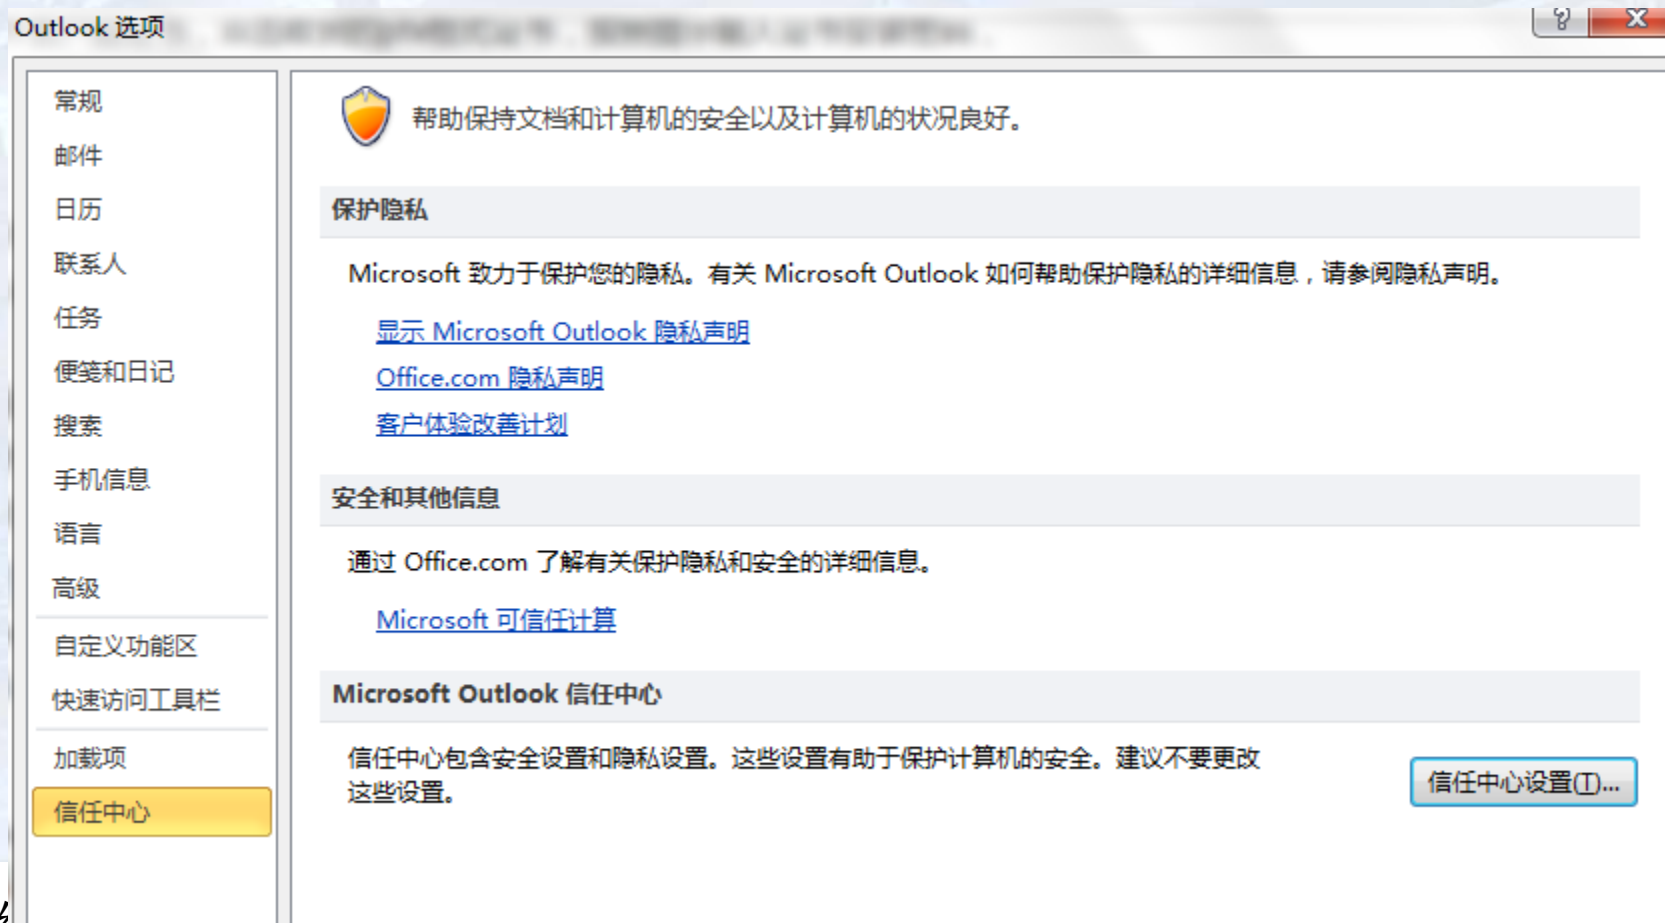 Outlook 选项
常规
邮件
日历
联系人
任务
便笺和日记
搜索
手机信息
语言
高级
自定义功能区
快速访问工具栏
加载项
信任中心
帮助保持文档和计算机的安全以及计算机的状况良好。
保护隐私
Microsoft 致力于保护您的隐私。有关 Microsoft Outlook 如何帮助保护隐私的详细信息，请参阅隐私声明。
显示 Microsoft Outlook 隐私声明
Office.com 隐私声明
客户体验改善计划
安全和其他信息
通过 Office.com 了解有关保护隐私和安全的详细信息。
Microsoft 可信任计算
Microsoft Outlook 信任中心
信任中心包含安全设置和隐私设置。这些设置有助于保护计算机的安全。建议不要更改
这些设置。
信任中心设置(T)...